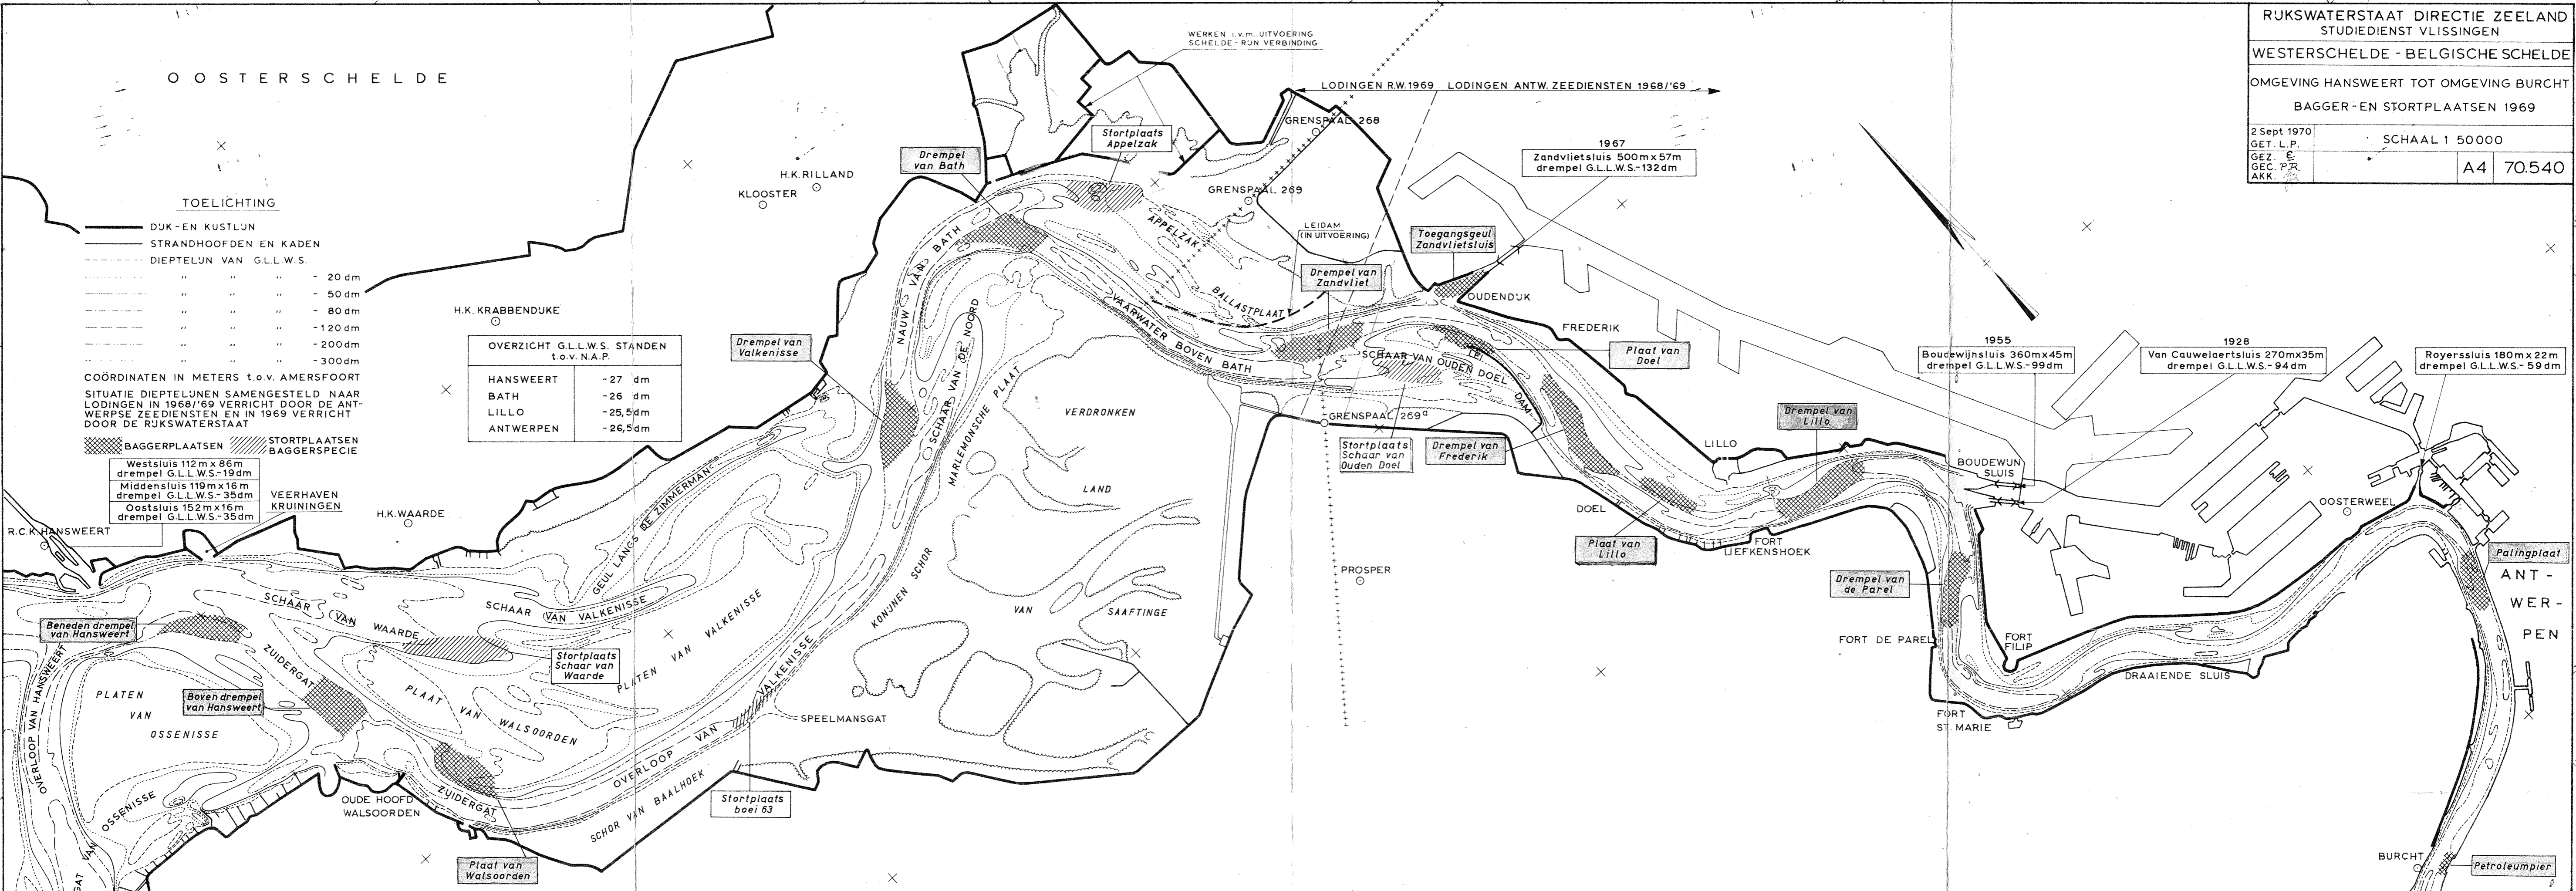 RIJKSWATERSTAAT DIRECTIE ZEELAND
STUDIEDIENST VLISSINGEN
WESTERSCHELDE - BELGISCHE SCHELDE
OMGEVING HANSWEERT TOT OMGEVING BURCHT
BAGGER - EN STORTPLAATSEN 1969
2 Sept 1970
GET. L.P.
SCHAAL 1 50000
GEZ.
GEC.
AKK.
A4 70.540
OOSTERSCHELDE
WERKEN i.v.m. UITVOERING
SCHELDE - RIJN VERBINDING
LODINGEN R.W. 1969 LODINGEN ANTW. ZEEDIENSTEN 1968/'69
GRENSPAAL 268
Stortplaats
Appelzak
Drempel
van Bath
1967
Zandvlietsluis 500m x 57m
drempel G.L.L.W.S.-132dm
H.K. RILLAND
KLOOSTER
GRENSPAAL 269
APPELZAK
LEIDAM
(IN UITVOERING)
Toegangsgeul
Zandvlietsluis
Drempel van
Zandvliet
TOELICHTING
DIJK - EN KUSTLIJN
STRANDHOOFDEN EN KADEN
DIEPTELIJN VAN G.L.L.W.S.
" " " - 20 dm
" " " - 50 dm
" " " - 80 dm
" " " -120 dm
" " " -200 dm
" " " -300 dm
COÖRDINATEN IN METERS t.o.v. AMERSFOORT
SITUATIE DIEPTELIJNEN SAMENGESTELD NAAR
LODINGEN IN 1968/'69 VERRICHT DOOR DE ANT-
WERPSE ZEEDIENSTEN EN IN 1969 VERRICHT
DOOR DE RIJKSWATERSTAAT
BAGGERPLAATSEN
STORTPLAATSEN
BAGGERSPECIE
H.K. KRABBENDIJKE
OVERZICHT G.L.L.W.S. STANDEN
t.o.v. N.A.P.
HANSWEERT -27 dm
BATH -26 dm
LILLO -25,5dm
ANTWERPEN -26,5dm
Westsluis 112m x 86m
drempel G.L.L.W.S.-19dm
Middensluis 119m x 16m
drempel G.L.L.W.S.-35dm
Oostsluis 152m x 16m
drempel G.L.L.W.S.-35dm
VEERHAVEN
KRUININGEN
R.C.K. HANSWEERT
H.K. WAARDE
NAUW VAN BATH
Drempel van
Valkenisse
SCHAAR VAN DE NOORD
MARLEMONSCHE PLAAT
VAARWATER BOVEN BATH
BALLASTPLAAT
OUDENDIJK
FREDERIK
SCHAAR VAN OUDEN DOEL
LEI
DAM
Plaat van
Doel
GRENSPAAL 269a
Stortplaats
Schaar van
Ouden Doel
Drempel van
Frederik
Drempel van
Lillo
LILLO
1955
Boudewijnsluis 360m x 45m
drempel G.L.L.W.S.-99dm
1928
Van Cauwelaertsluis 270m x 35m
drempel G.L.L.W.S.-94dm
Royerssluis 180m x 22m
drempel G.L.L.W.S.-59dm
BOUDEWIJN
SLUIS
OOSTERWEEL
DOEL
Plaat van
Lillo
FORT
LIEFKENSHOEK
PROSPER
Drempel van
de Parel
FORT DE PAREL
FORT
FILIP
FORT
ST. MARIE
DRAAIENDE SLUIS
Palingplaat
ANT-
WER-
PEN
BURCHT
Petroleumpier
VERDRONKEN
LAND
VAN
SAAFTINGE
KONIJNEN SCHOR
GEUL LANGS DE ZIMMERMANC
SCHAAR VAN WAARDE
SCHAAR VAN VALKENISSE
Beneden drempel
van Hansweert
OVERLOOP VAN HANSWEERT
ZUIDERGAT
Stortplaats
Schaar van
Waarde
PLATEN VAN VALKENISSE
PLATEN
VAN
OSSENISSE
Boven drempel
van Hansweert
PLAAT VAN WALSOORDEN
OVERLOOP VAN VALKENISSE
SPEELMANSGAT
Stortplaats
boei 63
SCHOR VAN BAALHOEK
OUDE HOOFD
WALSOORDEN
ZUIDERGAT
Plaat van
Walsoorden
GAT VAN OSSENISSE